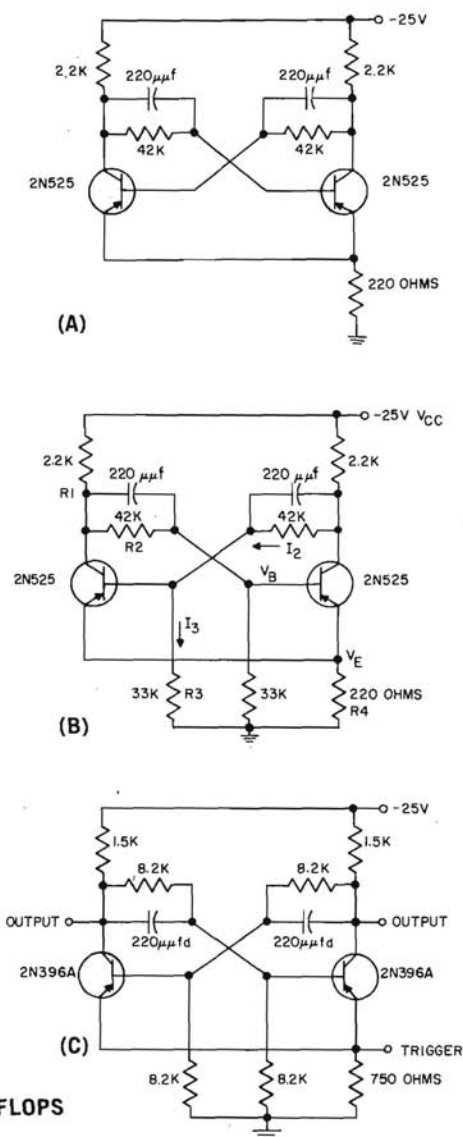 -25V
2.2K
2.2K
220μμf
220μμf
42K
42K
2N525
2N525
220 OHMS
(A)
-25V VCC
2.2K
2.2K
R1
220 μμf
220 μμf
42K
42K
R2
I2
2N525
VB
2N525
I3
VE
33K R3
33K
220 OHMS
R4
(B)
-25V
1.5K
1.5K
8.2K
8.2K
OUTPUT
OUTPUT
220μμfd
220μμfd
2N396A
2N396A
(C)
TRIGGER
8.2K
8.2K
750 OHMS
FLOPS